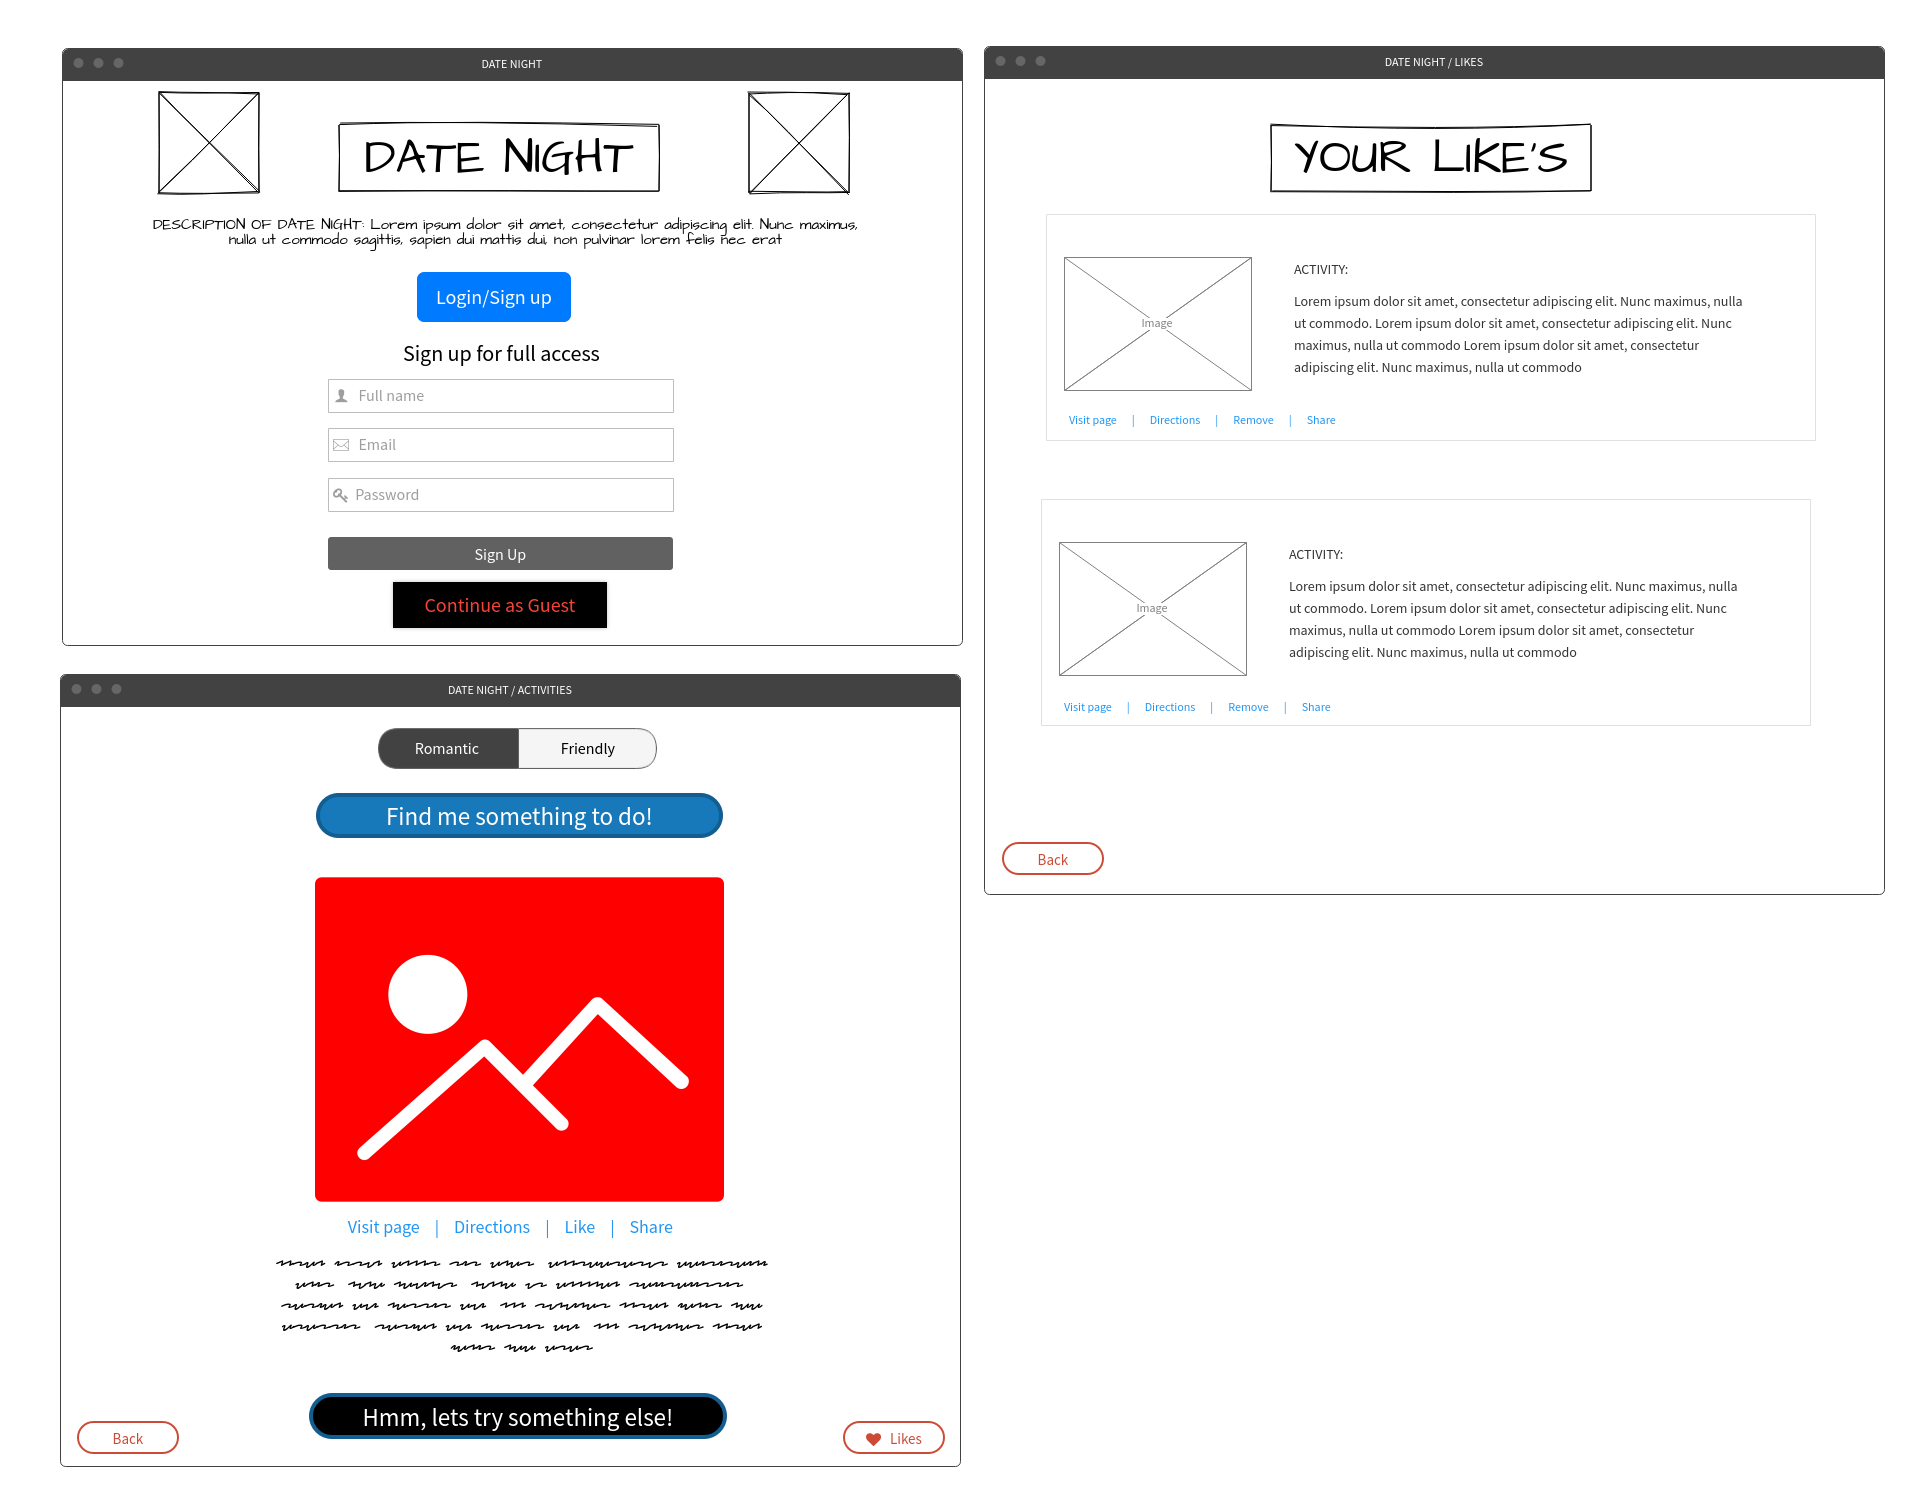 DATE NIGHT
DATE NIGHT
DESCRIPTION OF DATE NIGHT: Lorem ipsum dolor sit amet, consectetur adipiscing elit. Nunc maximus,
nulla ut commodo sagittis, sapien dui mattis dui, non pulvinar lorem felis nec erat
Login/Sign up
Sign up for full access
Full name
Email
Password
Sign Up
Continue as Guest
DATE NIGHT / ACTIVITIES
Romantic
Friendly
Find me something to do!
Visit page | Directions | Like | Share
Hmm, lets try something else!
Back
Likes
DATE NIGHT / LIKES
YOUR LIKE'S
Image
ACTIVITY:
Lorem ipsum dolor sit amet, consectetur adipiscing elit. Nunc maximus, nulla
ut commodo. Lorem ipsum dolor sit amet, consectetur adipiscing elit. Nunc
maximus, nulla ut commodo Lorem ipsum dolor sit amet, consectetur
adipiscing elit. Nunc maximus, nulla ut commodo
Visit page | Directions | Remove | Share
Image
ACTIVITY:
Lorem ipsum dolor sit amet, consectetur adipiscing elit. Nunc maximus, nulla
ut commodo. Lorem ipsum dolor sit amet, consectetur adipiscing elit. Nunc
maximus, nulla ut commodo Lorem ipsum dolor sit amet, consectetur
adipiscing elit. Nunc maximus, nulla ut commodo
Visit page | Directions | Remove | Share
Back